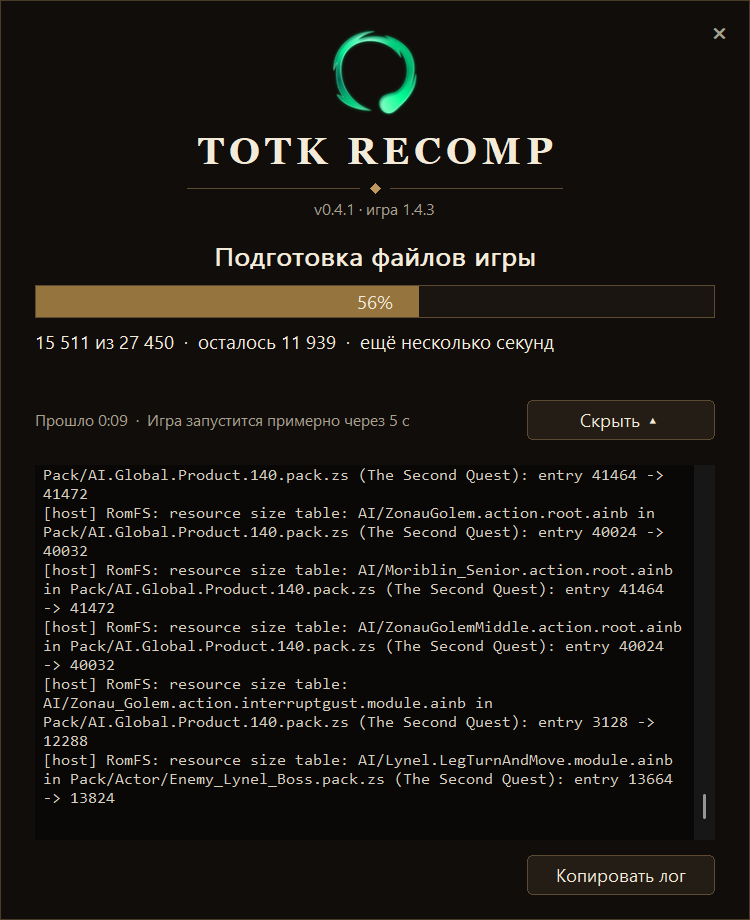 TOTK RECOMP
v0.4.1 · игра 1.4.3
Подготовка файлов игры
56%
15 511 из 27 450 · осталось 11 939 · ещё несколько секунд
Прошло 0:09 · Игра запустится примерно через 5 с
Скрыть ▲
Pack/AI.Global.Product.140.pack.zs (The Second Quest): entry 41464 ->
41472
[host] RomFS: resource size table: AI/ZonauGolem.action.root.ainb in
Pack/AI.Global.Product.140.pack.zs (The Second Quest): entry 40024 ->
40032
[host] RomFS: resource size table: AI/Moriblin_Senior.action.root.ainb
in Pack/AI.Global.Product.140.pack.zs (The Second Quest): entry 41464
-> 41472
[host] RomFS: resource size table: AI/ZonauGolemMiddle.action.root.ainb
in Pack/AI.Global.Product.140.pack.zs (The Second Quest): entry 40024
-> 40032
[host] RomFS: resource size table:
AI/Zonau_Golem.action.interruptgust.module.ainb in
Pack/AI.Global.Product.140.pack.zs (The Second Quest): entry 3128 ->
12288
[host] RomFS: resource size table: AI/Lynel.LegTurnAndMove.module.ainb
in Pack/Actor/Enemy_Lynel_Boss.pack.zs (The Second Quest): entry 13664
-> 13824
Копировать лог